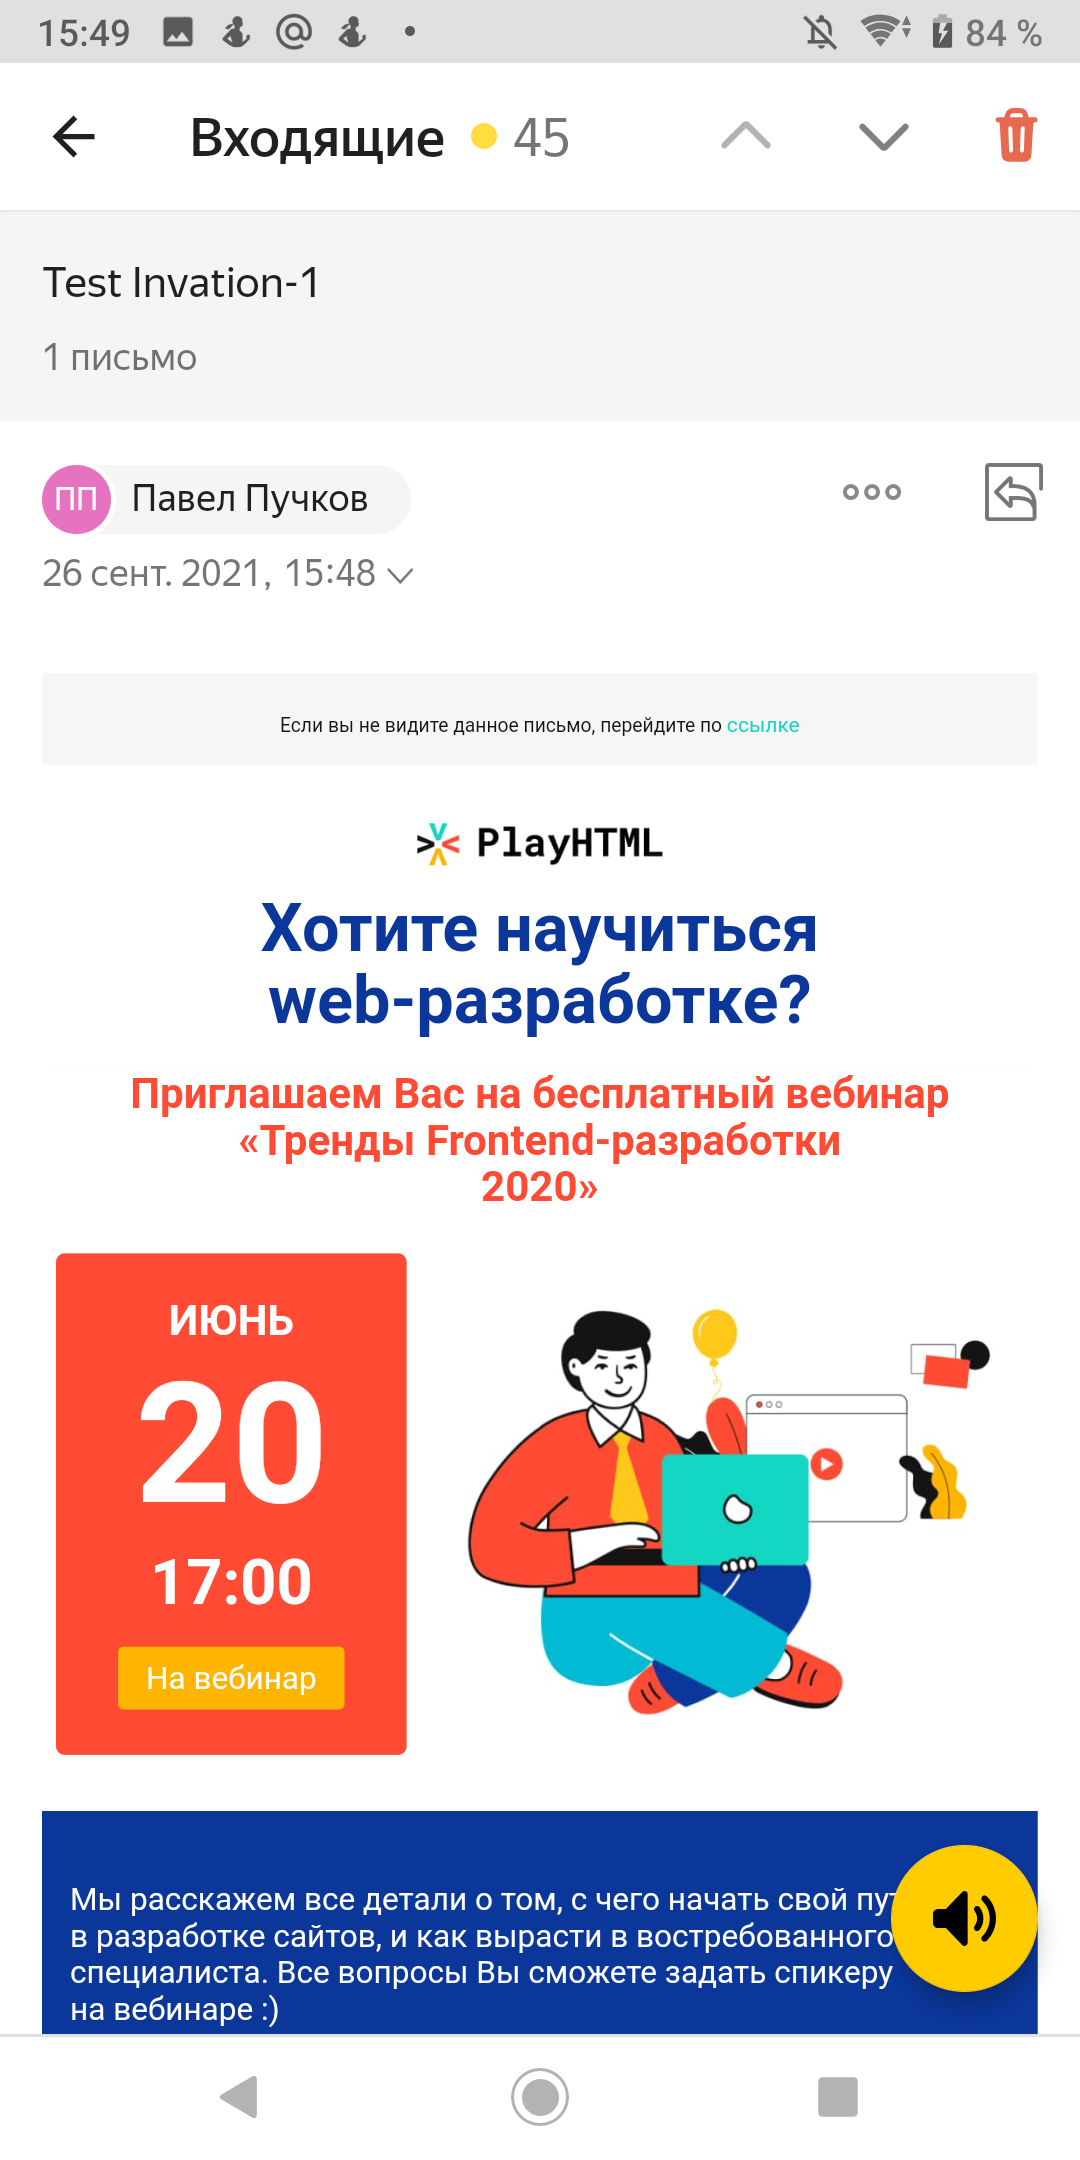 15:49
84 %
Входящие 45
Test Invation-1
1 письмо
ПП Павел Пучков
26 сент. 2021, 15:48
Если вы не видите данное письмо, перейдите по ссылке
PlayHTML
Хотите научиться
web-разработке?
Приглашаем Вас на бесплатный вебинар
«Тренды Frontend-разработки
2020»
ИЮНЬ
20
17:00
На вебинар
Мы расскажем все детали о том, с чего начать свой
в разработке сайтов, и как вырасти в востребованного
специалиста. Все вопросы Вы сможете задать спикеру
на вебинаре :)